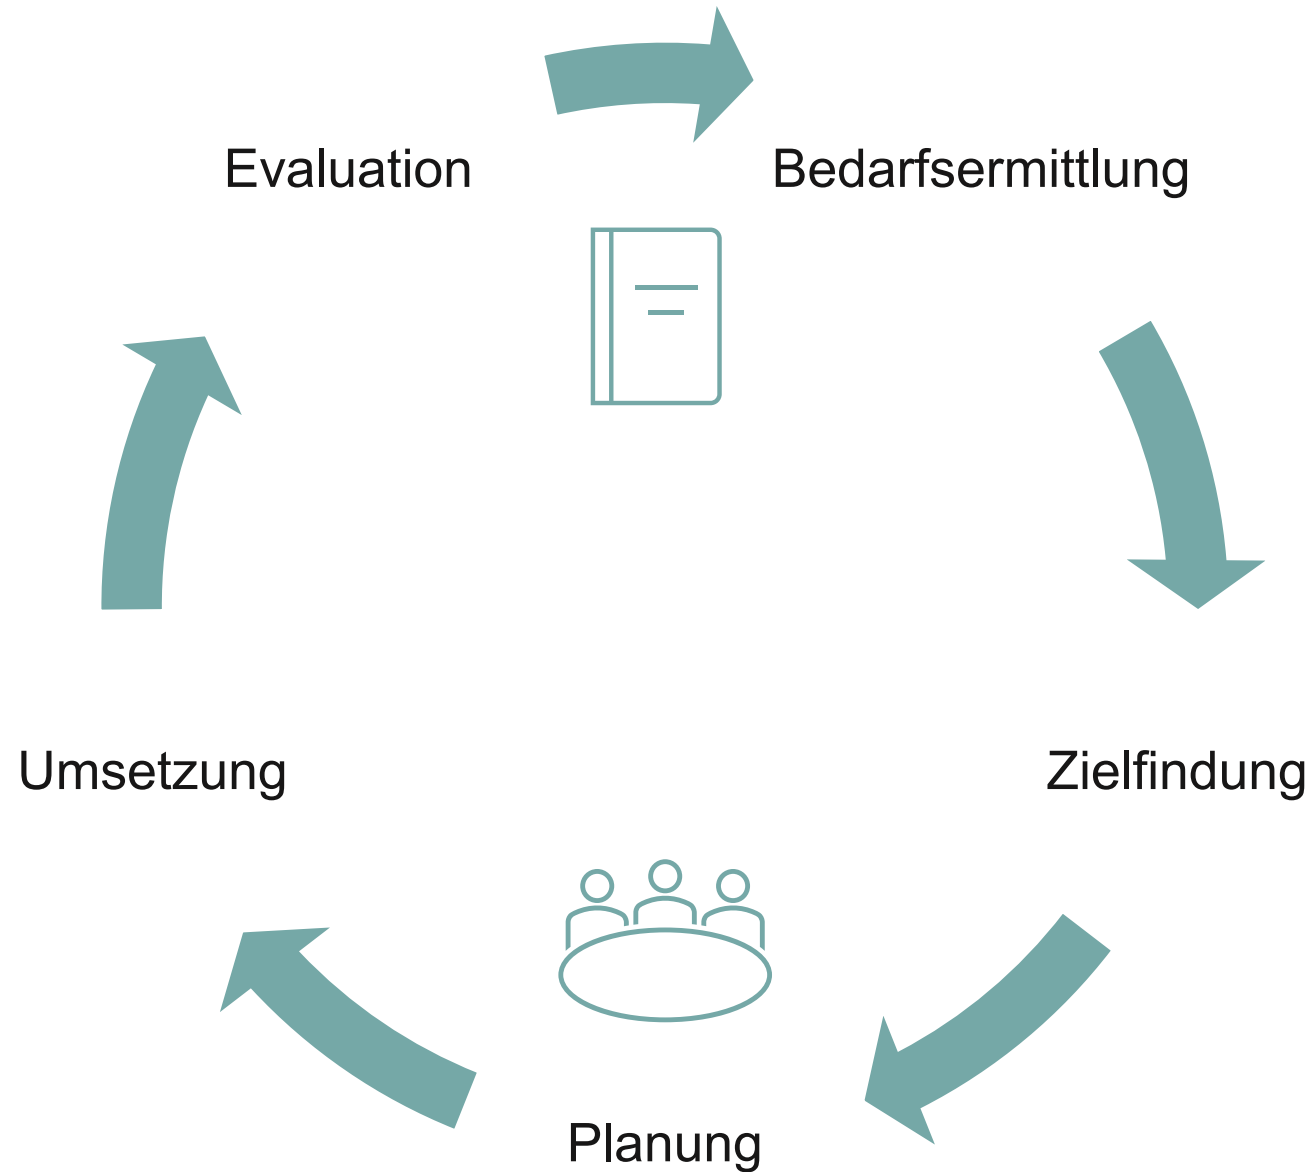 Evaluation
Bedarfsermittlung
Umsetzung
Zielfindung
Planung